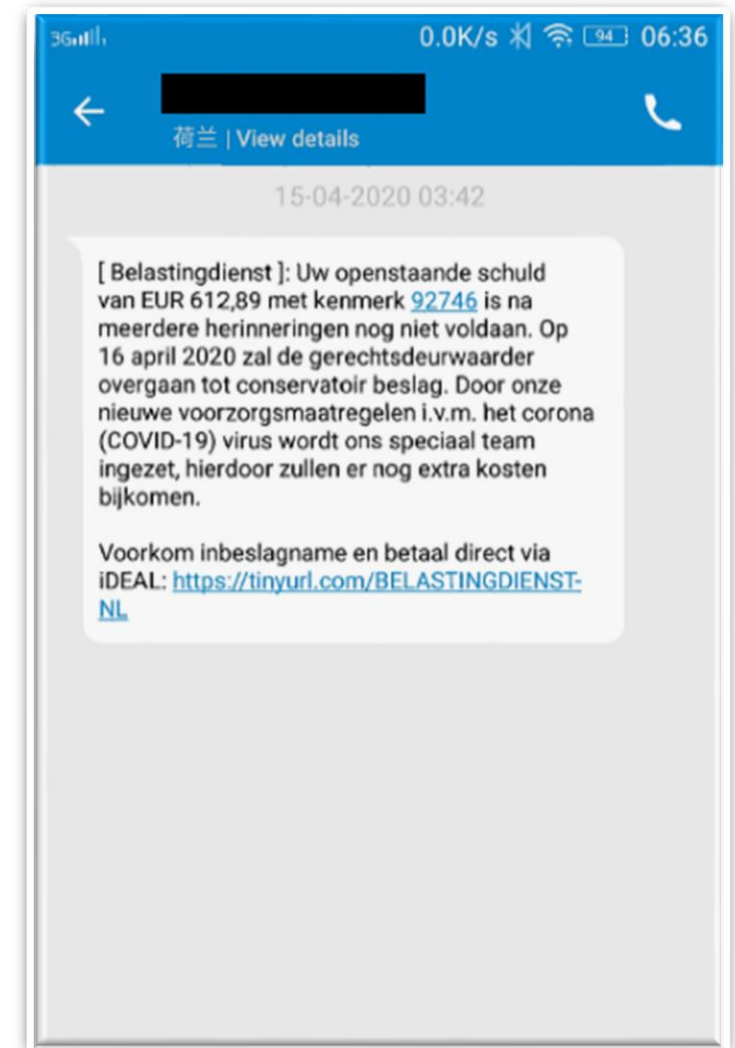 3G 0.0K/s 94 06:36
荷兰 | View details
15-04-2020 03:42
[ Belastingdienst ]: Uw openstaande schuld
van EUR 612,89 met kenmerk 92746 is na
meerdere herinneringen nog niet voldaan. Op
16 april 2020 zal de gerechtsdeurwaarder
overgaan tot conservatoir beslag. Door onze
nieuwe voorzorgsmaatregelen i.v.m. het corona
(COVID-19) virus wordt ons speciaal team
ingezet, hierdoor zullen er nog extra kosten
bijkomen.
Voorkom inbeslagname en betaal direct via
iDEAL: https://tinyurl.com/BELASTINGDIENST-
NL